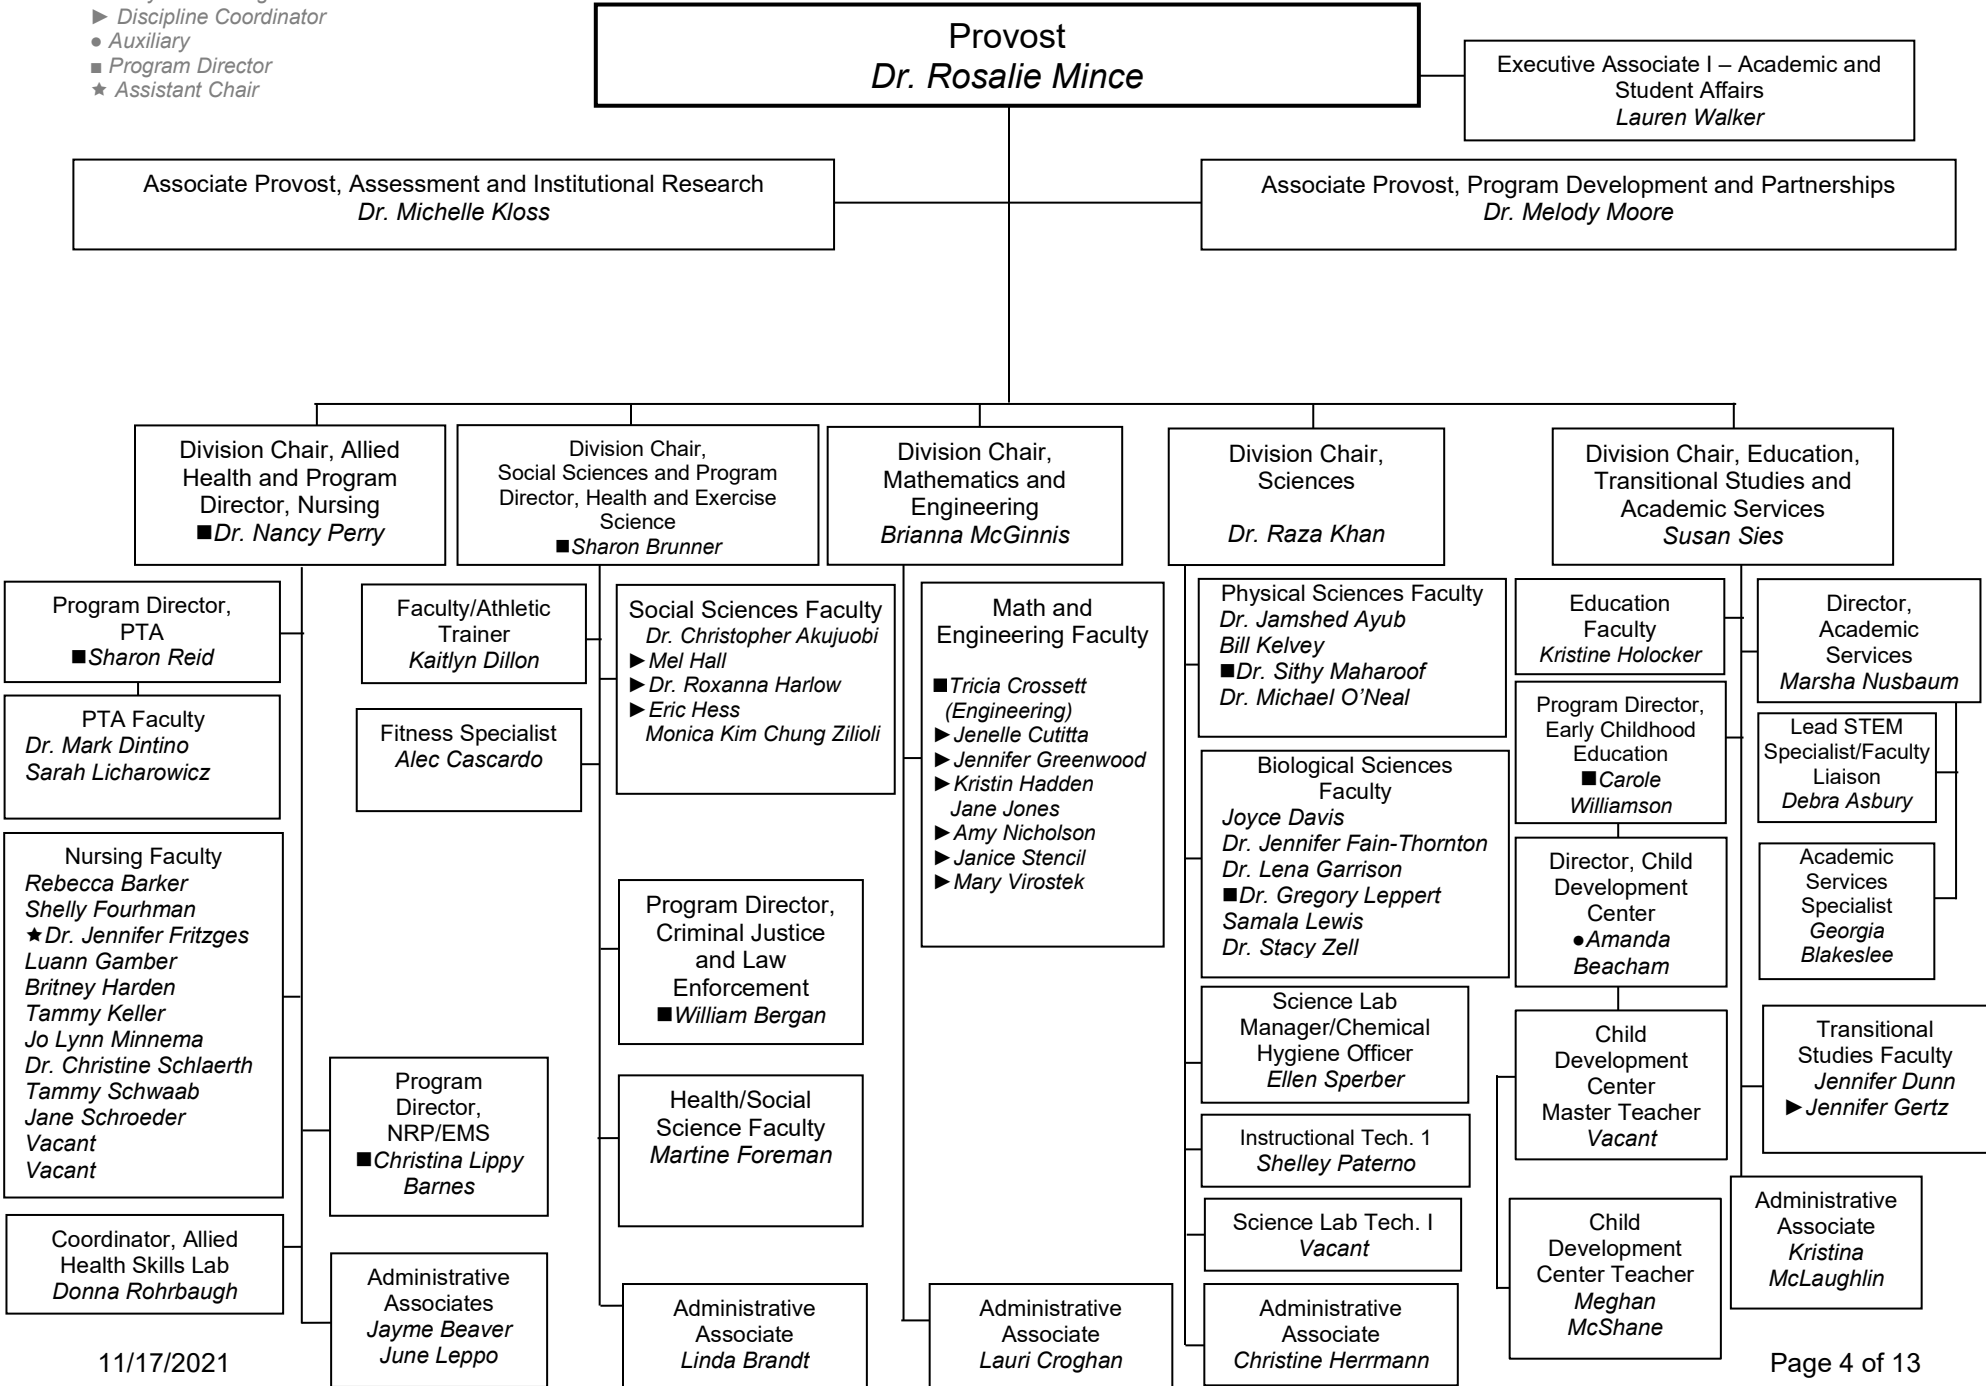 ► Discipline Coordinator
● Auxiliary
■ Program Director
★ Assistant Chair
Provost
Dr. Rosalie Mince
Executive Associate I – Academic and
Student Affairs
Lauren Walker
Associate Provost, Assessment and Institutional Research
Dr. Michelle Kloss
Associate Provost, Program Development and Partnerships
Dr. Melody Moore
Division Chair, Allied
Health and Program
Director, Nursing
■Dr. Nancy Perry
Division Chair,
Social Sciences and Program
Director, Health and Exercise
Science
■Sharon Brunner
Division Chair,
Mathematics and
Engineering
Brianna McGinnis
Division Chair,
Sciences
Dr. Raza Khan
Division Chair, Education,
Transitional Studies and
Academic Services
Susan Sies
Program Director,
PTA
■Sharon Reid
PTA Faculty
Dr. Mark Dintino
Sarah Licharowicz
Nursing Faculty
Rebecca Barker
Shelly Fourhman
★Dr. Jennifer Fritzges
Luann Gamber
Britney Harden
Tammy Keller
Jo Lynn Minnema
Dr. Christine Schlaerth
Tammy Schwaab
Jane Schroeder
Vacant
Vacant
Coordinator, Allied
Health Skills Lab
Donna Rohrbaugh
Program
Director,
NRP/EMS
■Christina Lippy
Barnes
Administrative
Associates
Jayme Beaver
June Leppo
Faculty/Athletic
Trainer
Kaitlyn Dillon
Fitness Specialist
Alec Cascardo
Social Sciences Faculty
Dr. Christopher Akujuobi
►Mel Hall
►Dr. Roxanna Harlow
►Eric Hess
Monica Kim Chung Zilioli
Program Director,
Criminal Justice
and Law
Enforcement
■William Bergan
Health/Social
Science Faculty
Martine Foreman
Administrative
Associate
Linda Brandt
Math and
Engineering Faculty
■Tricia Crossett
(Engineering)
►Jenelle Cutitta
►Jennifer Greenwood
►Kristin Hadden
Jane Jones
►Amy Nicholson
►Janice Stencil
►Mary Virostek
Administrative
Associate
Lauri Croghan
Physical Sciences Faculty
Dr. Jamshed Ayub
Bill Kelvey
■Dr. Sithy Maharoof
Dr. Michael O’Neal
Biological Sciences
Faculty
Joyce Davis
Dr. Jennifer Fain-Thornton
Dr. Lena Garrison
■Dr. Gregory Leppert
Samala Lewis
Dr. Stacy Zell
Science Lab
Manager/Chemical
Hygiene Officer
Ellen Sperber
Instructional Tech. 1
Shelley Paterno
Science Lab Tech. I
Vacant
Administrative
Associate
Christine Herrmann
Education
Faculty
Kristine Holocker
Program Director,
Early Childhood
Education
■Carole
Williamson
Director, Child
Development
Center
●Amanda
Beacham
Child
Development
Center
Master Teacher
Vacant
Child
Development
Center Teacher
Meghan
McShane
Director,
Academic
Services
Marsha Nusbaum
Lead STEM
Specialist/Faculty
Liaison
Debra Asbury
Academic
Services
Specialist
Georgia
Blakeslee
Transitional
Studies Faculty
Jennifer Dunn
►Jennifer Gertz
Administrative
Associate
Kristina
McLaughlin
11/17/2021
Page 4 of 13